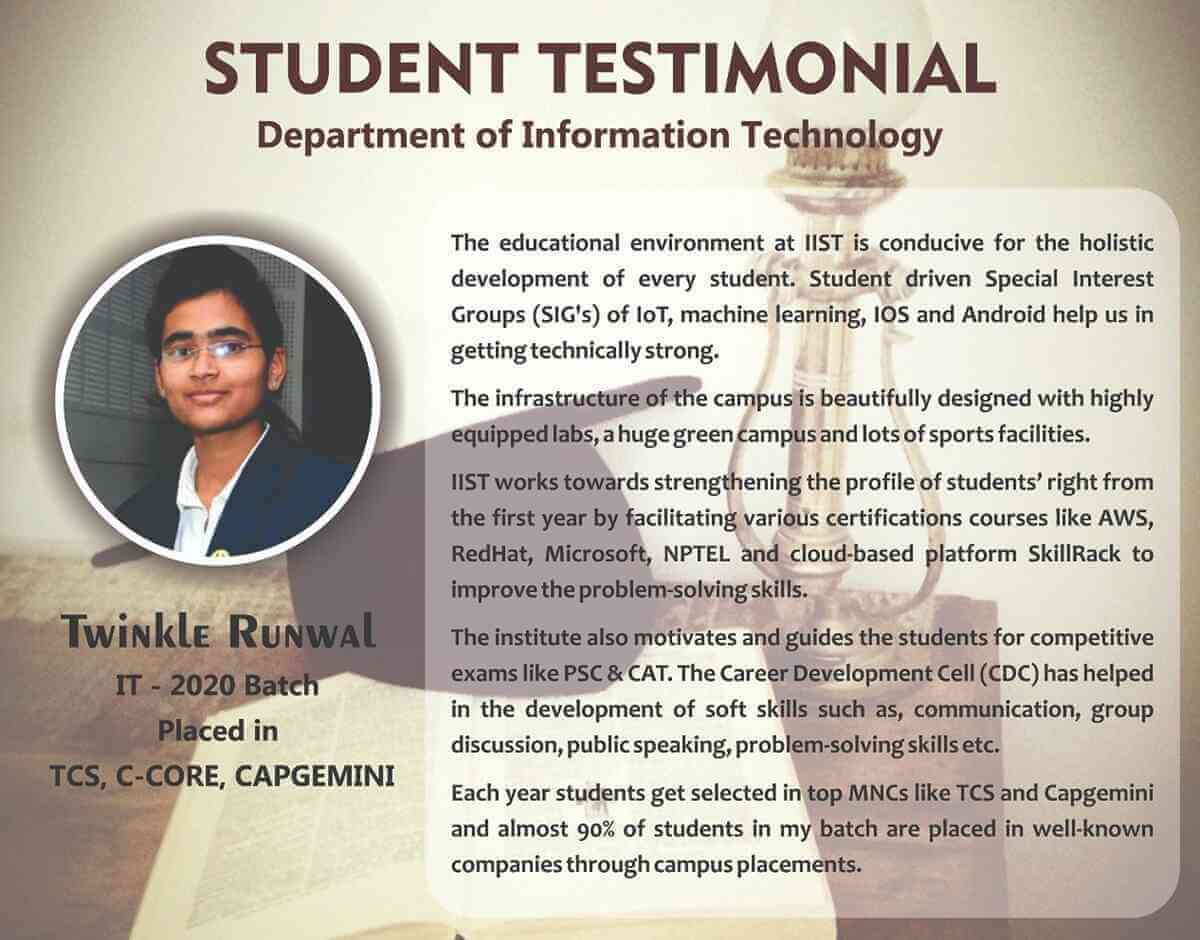 STUDENT TESTIMONIAL
Department of Information Technology
The educational environment at IIST is conducive for the holistic
development of every student. Student driven Special Interest
Groups (SIG's) of IoT, machine learning, IOS and Android help us in
getting technically strong.
The infrastructure of the campus is beautifully designed with highly
equipped labs, a huge green campus and lots of sports facilities.
IIST works towards strengthening the profile of students’ right from
the first year by facilitating various certifications courses like AWS,
RedHat, Microsoft, NPTEL and cloud-based platform SkillRack to
improve the problem-solving skills.
The institute also motivates and guides the students for competitive
exams like PSC & CAT. The Career Development Cell (CDC) has helped
in the development of soft skills such as, communication, group
discussion, public speaking, problem-solving skills etc.
Each year students get selected in top MNCs like TCS and Capgemini
and almost 90% of students in my batch are placed in well-known
companies through campus placements.
Twinkle Runwal
IT - 2020 Batch
Placed in
TCS, C-CORE, CAPGEMINI